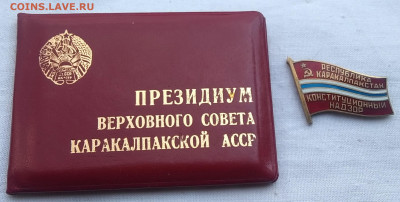 COINS.LAVE.RU
ПРЕЗИДИУМ
ВЕРХОВНОГО СОВЕТА
КАРАКАЛПАКСКОЙ АССР
РЕСПУБЛИКА
КАРАКАЛПАКСТАН
КОНСТИТУЦИОННЫЙ
НАДЗОР